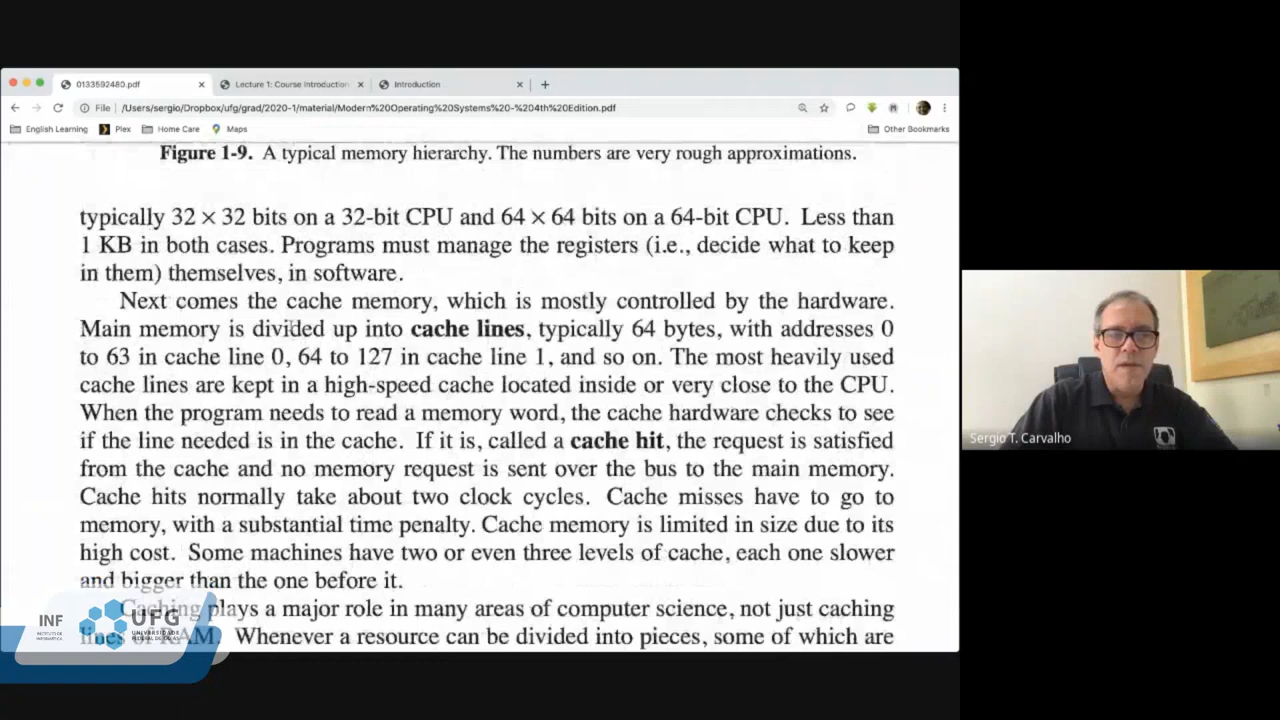 0133592480.pdf
Lecture 1: Course Introduction
Introduction
File | /Users/sergio/Dropbox/ufg/grad/2020-1/material/Modern%20Operating%20Systems%20-%204th%20Edition.pdf
English Learning Plex Home Care Maps Other Bookmarks
Figure 1-9. A typical memory hierarchy. The numbers are very rough approximations.
typically 32 × 32 bits on a 32-bit CPU and 64 × 64 bits on a 64-bit CPU. Less than
1 KB in both cases. Programs must manage the registers (i.e., decide what to keep
in them) themselves, in software.
Next comes the cache memory, which is mostly controlled by the hardware.
Main memory is divided up into cache lines, typically 64 bytes, with addresses 0
to 63 in cache line 0, 64 to 127 in cache line 1, and so on. The most heavily used
cache lines are kept in a high-speed cache located inside or very close to the CPU.
When the program needs to read a memory word, the cache hardware checks to see
if the line needed is in the cache. If it is, called a cache hit, the request is satisfied
from the cache and no memory request is sent over the bus to the main memory.
Cache hits normally take about two clock cycles. Cache misses have to go to
memory, with a substantial time penalty. Cache memory is limited in size due to its
high cost. Some machines have two or even three levels of cache, each one slower
and bigger than the one before it.
Caching plays a major role in many areas of computer science, not just caching
lines of RAM. Whenever a resource can be divided into pieces, some of which are
INF
UFG
Sergio T. Carvalho